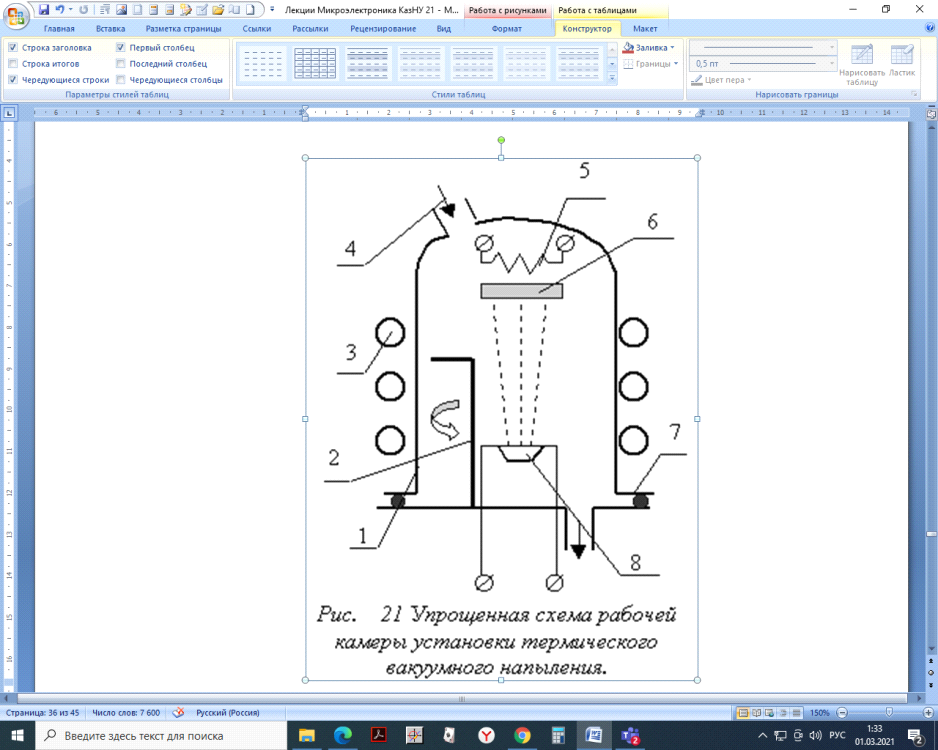 Лекции Микроэлектроника КазНУ 21 - М...
Работа с рисунками
Работа с таблицами
Главная
Вставка
Разметка страницы
Ссылки
Рассылки
Рецензирование
Вид
Формат
Конструктор
Макет
Строка заголовка
Первый столбец
Строка итогов
Последний столбец
Чередующиеся строки
Чередующиеся столбцы
Параметры стилей таблиц
Стили таблиц
Заливка
Границы
0,5 пт
Цвет пера
Нарисовать таблицу
Ластик
Нарисовать границы
5
6
4
3
7
2
1
8
Рис. 21 Упрощенная схема рабочей
камеры установки термического
вакуумного напыления.
Страница: 36 из 45
Число слов: 7 600
Русский (Россия)
150%
Введите здесь текст для поиска
РУС
1:33
01.03.2021
2